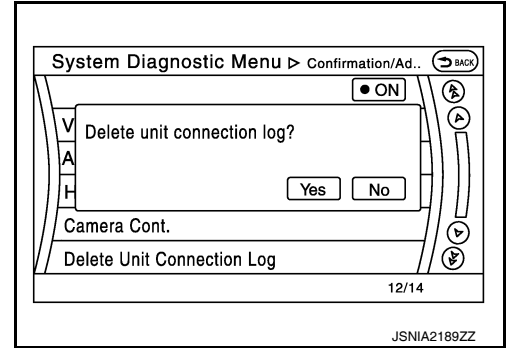 System Diagnostic Menu ▷ Confirmation/Ad..
BACK
● ON
V
Delete unit connection log?
A
H
Yes
No
Camera Cont.
Delete Unit Connection Log
12/14
JSNIA2189ZZ